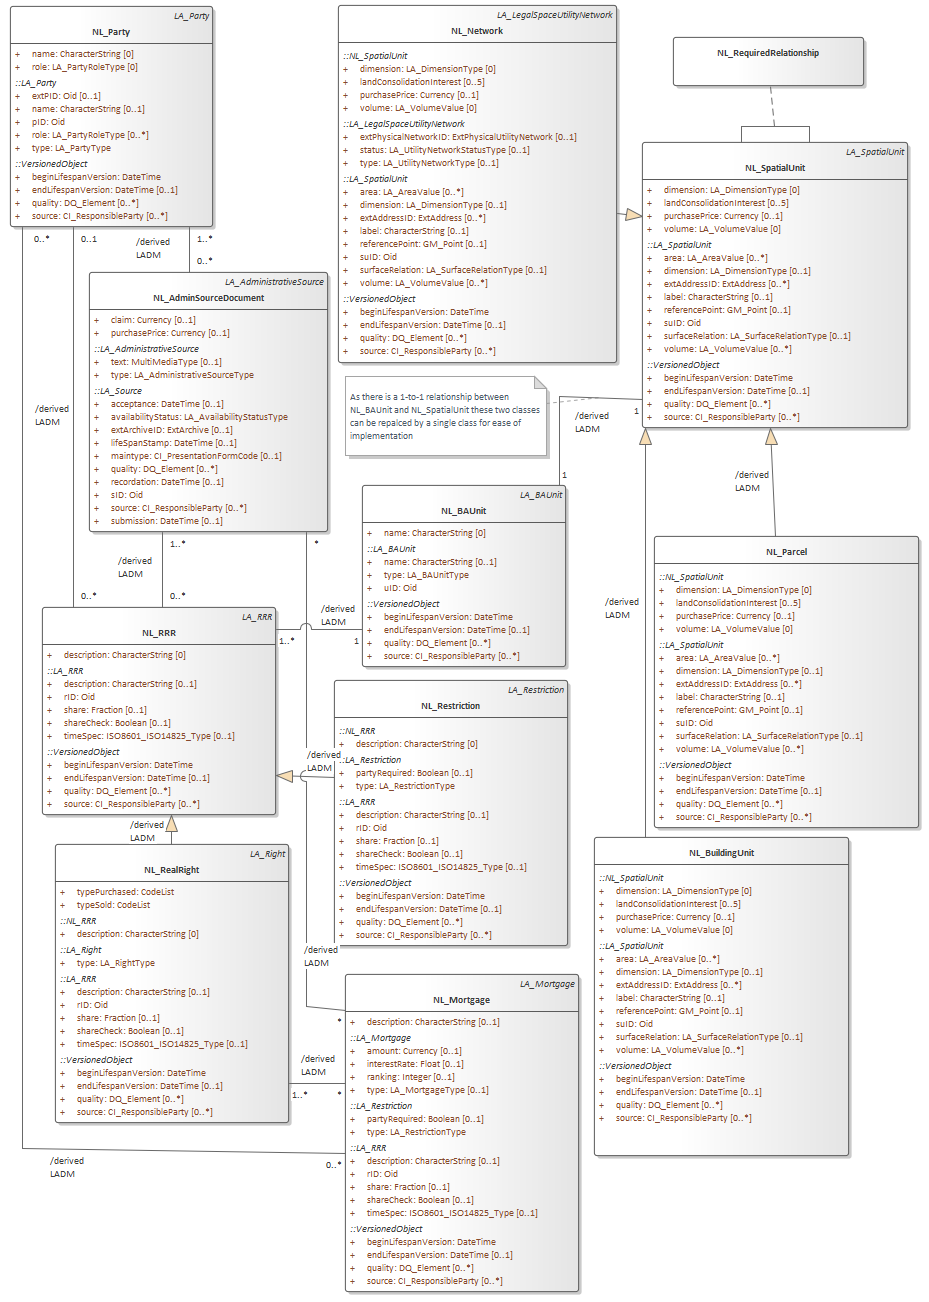 LA_Party
NL_Party
+ name: CharacterString [0]
+ role: LA_PartyRoleType [0]
::LA_Party
+ extPID: Oid [0..1]
+ name: CharacterString [0..1]
+ pID: Oid
+ role: LA_PartyRoleType [0..*]
+ type: LA_PartyType
::VersionedObject
+ beginLifespanVersion: DateTime
+ endLifespanVersion: DateTime [0..1]
+ quality: DQ_Element [0..*]
+ source: CI_ResponsibleParty [0..*]
LA_LegalSpaceUtilityNetwork
NL_Network
::NL_SpatialUnit
+ dimension: LA_DimensionType [0]
+ landConsolidationInterest [0..5]
+ purchasePrice: Currency [0..1]
+ volume: LA_VolumeValue [0]
::LA_LegalSpaceUtilityNetwork
+ extPhysicalNetworkID: ExtPhysicalUtilityNetwork [0..1]
+ status: LA_UtilityNetworkStatusType [0..1]
+ type: LA_UtilityNetworkType [0..1]
::LA_SpatialUnit
+ area: LA_AreaValue [0..*]
+ dimension: LA_DimensionType [0..1]
+ extAddressID: ExtAddress [0..*]
+ label: CharacterString [0..1]
+ referencePoint: GM_Point [0..1]
+ suID: Oid
+ surfaceRelation: LA_SurfaceRelationType [0..1]
+ volume: LA_VolumeValue [0..*]
::VersionedObject
+ beginLifespanVersion: DateTime
+ endLifespanVersion: DateTime [0..1]
+ quality: DQ_Element [0..*]
+ source: CI_ResponsibleParty [0..*]
NL_RequiredRelationship
LA_SpatialUnit
NL_SpatialUnit
+ dimension: LA_DimensionType [0]
+ landConsolidationInterest [0..5]
+ purchasePrice: Currency [0..1]
+ volume: LA_VolumeValue [0]
::LA_SpatialUnit
+ area: LA_AreaValue [0..*]
+ dimension: LA_DimensionType [0..1]
+ extAddressID: ExtAddress [0..*]
+ label: CharacterString [0..1]
+ referencePoint: GM_Point [0..1]
+ suID: Oid
+ surfaceRelation: LA_SurfaceRelationType [0..1]
+ volume: LA_VolumeValue [0..*]
::VersionedObject
+ beginLifespanVersion: DateTime
+ endLifespanVersion: DateTime [0..1]
+ quality: DQ_Element [0..*]
+ source: CI_ResponsibleParty [0..*]
0..*
0..1
/derived
LADM
1..*
0..*
LA_AdministrativeSource
NL_AdminSourceDocument
+ claim: Currency [0..1]
+ purchasePrice: Currency [0..1]
::LA_AdministrativeSource
+ text: MultiMediaType [0..1]
+ type: LA_AdministrativeSourceType
::LA_Source
+ acceptance: DateTime [0..1]
+ availabilityStatus: LA_AvailabilityStatusType
+ extArchiveID: ExtArchive [0..1]
+ lifeSpanStamp: DateTime [0..1]
+ maintype: CI_PresentationFormCode [0..1]
+ quality: DQ_Element [0..*]
+ recordation: DateTime [0..1]
+ sID: Oid
+ source: CI_ResponsibleParty [0..*]
+ submission: DateTime [0..1]
As there is a 1-to-1 relationship between
NL_BAUnit and NL_SpatialUnit these two classes
can be repalced by a single class for ease of
implementation
/derived
LADM
1
1
/derived
LADM
/derived
LADM
LA_BAUnit
NL_BAUnit
+ name: CharacterString [0]
::LA_BAUnit
+ name: CharacterString [0..1]
+ type: LA_BAUnitType
+ uID: Oid
::VersionedObject
+ beginLifespanVersion: DateTime
+ endLifespanVersion: DateTime [0..1]
+ quality: DQ_Element [0..*]
+ source: CI_ResponsibleParty [0..*]
NL_Parcel
::NL_SpatialUnit
+ dimension: LA_DimensionType [0]
+ landConsolidationInterest [0..5]
+ purchasePrice: Currency [0..1]
+ volume: LA_VolumeValue [0]
::LA_SpatialUnit
+ area: LA_AreaValue [0..*]
+ dimension: LA_DimensionType [0..1]
+ extAddressID: ExtAddress [0..*]
+ label: CharacterString [0..1]
+ referencePoint: GM_Point [0..1]
+ suID: Oid
+ surfaceRelation: LA_SurfaceRelationType [0..1]
+ volume: LA_VolumeValue [0..*]
::VersionedObject
+ beginLifespanVersion: DateTime
+ endLifespanVersion: DateTime [0..1]
+ quality: DQ_Element [0..*]
+ source: CI_ResponsibleParty [0..*]
1..*
*
/derived
LADM
0..*
0..*
/derived
LADM
/derived
LADM
1..*
1
LA_RRR
NL_RRR
+ description: CharacterString [0]
::LA_RRR
+ description: CharacterString [0..1]
+ rID: Oid
+ share: Fraction [0..1]
+ shareCheck: Boolean [0..1]
+ timeSpec: ISO8601_ISO14825_Type [0..1]
::VersionedObject
+ beginLifespanVersion: DateTime
+ endLifespanVersion: DateTime [0..1]
+ quality: DQ_Element [0..*]
+ source: CI_ResponsibleParty [0..*]
LA_Restriction
NL_Restriction
::NL_RRR
+ description: CharacterString [0]
::LA_Restriction
+ partyRequired: Boolean [0..1]
+ type: LA_RestrictionType
::LA_RRR
+ description: CharacterString [0..1]
+ rID: Oid
+ share: Fraction [0..1]
+ shareCheck: Boolean [0..1]
+ timeSpec: ISO8601_ISO14825_Type [0..1]
::VersionedObject
+ beginLifespanVersion: DateTime
+ endLifespanVersion: DateTime [0..1]
+ quality: DQ_Element [0..*]
+ source: CI_ResponsibleParty [0..*]
/derived
LADM
/derived
LADM
LA_Right
NL_RealRight
+ typePurchased: CodeList
+ typeSold: CodeList
::NL_RRR
+ description: CharacterString [0]
::LA_Right
+ type: LA_RightType
::LA_RRR
+ description: CharacterString [0..1]
+ rID: Oid
+ share: Fraction [0..1]
+ shareCheck: Boolean [0..1]
+ timeSpec: ISO8601_ISO14825_Type [0..1]
::VersionedObject
+ beginLifespanVersion: DateTime
+ endLifespanVersion: DateTime [0..1]
+ quality: DQ_Element [0..*]
+ source: CI_ResponsibleParty [0..*]
NL_BuildingUnit
::NL_SpatialUnit
+ dimension: LA_DimensionType [0]
+ landConsolidationInterest [0..5]
+ purchasePrice: Currency [0..1]
+ volume: LA_VolumeValue [0]
::LA_SpatialUnit
+ area: LA_AreaValue [0..*]
+ dimension: LA_DimensionType [0..1]
+ extAddressID: ExtAddress [0..*]
+ label: CharacterString [0..1]
+ referencePoint: GM_Point [0..1]
+ suID: Oid
+ surfaceRelation: LA_SurfaceRelationType [0..1]
+ volume: LA_VolumeValue [0..*]
::VersionedObject
+ beginLifespanVersion: DateTime
+ endLifespanVersion: DateTime [0..1]
+ quality: DQ_Element [0..*]
+ source: CI_ResponsibleParty [0..*]
/derived
LADM
*
/derived
LADM
1..*
*
/derived
LADM
0..*
LA_Mortgage
NL_Mortgage
+ description: CharacterString [0..1]
::LA_Mortgage
+ amount: Currency [0..1]
+ interestRate: Float [0..1]
+ ranking: Integer [0..1]
+ type: LA_MortgageType [0..1]
::LA_Restriction
+ partyRequired: Boolean [0..1]
+ type: LA_RestrictionType
::LA_RRR
+ description: CharacterString [0..1]
+ rID: Oid
+ share: Fraction [0..1]
+ shareCheck: Boolean [0..1]
+ timeSpec: ISO8601_ISO14825_Type [0..1]
::VersionedObject
+ beginLifespanVersion: DateTime
+ endLifespanVersion: DateTime [0..1]
+ quality: DQ_Element [0..*]
+ source: CI_ResponsibleParty [0..*]